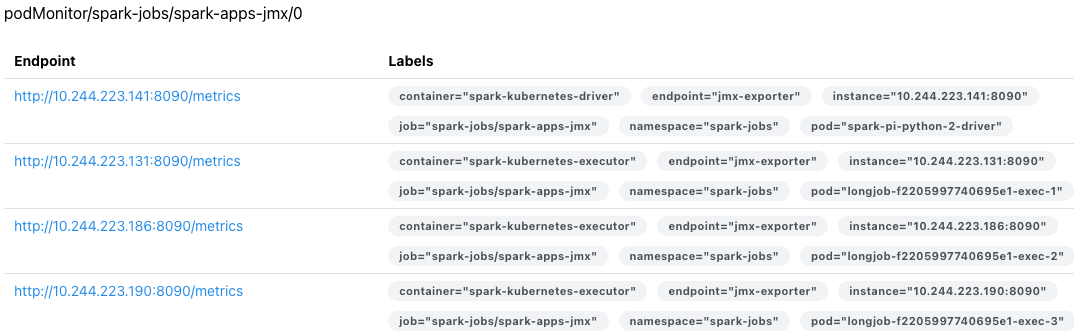 podMonitor/spark-jobs/spark-apps-jmx/0
Endpoint Labels
http://10.244.223.141:8090/metrics container="spark-kubernetes-driver" endpoint="jmx-exporter" instance="10.244.223.141:8090"
job="spark-jobs/spark-apps-jmx" namespace="spark-jobs" pod="spark-pi-python-2-driver"
http://10.244.223.131:8090/metrics container="spark-kubernetes-executor" endpoint="jmx-exporter" instance="10.244.223.131:8090"
job="spark-jobs/spark-apps-jmx" namespace="spark-jobs" pod="longjob-f2205997740695e1-exec-1"
http://10.244.223.186:8090/metrics container="spark-kubernetes-executor" endpoint="jmx-exporter" instance="10.244.223.186:8090"
job="spark-jobs/spark-apps-jmx" namespace="spark-jobs" pod="longjob-f2205997740695e1-exec-2"
http://10.244.223.190:8090/metrics container="spark-kubernetes-executor" endpoint="jmx-exporter" instance="10.244.223.190:8090"
job="spark-jobs/spark-apps-jmx" namespace="spark-jobs" pod="longjob-f2205997740695e1-exec-3"